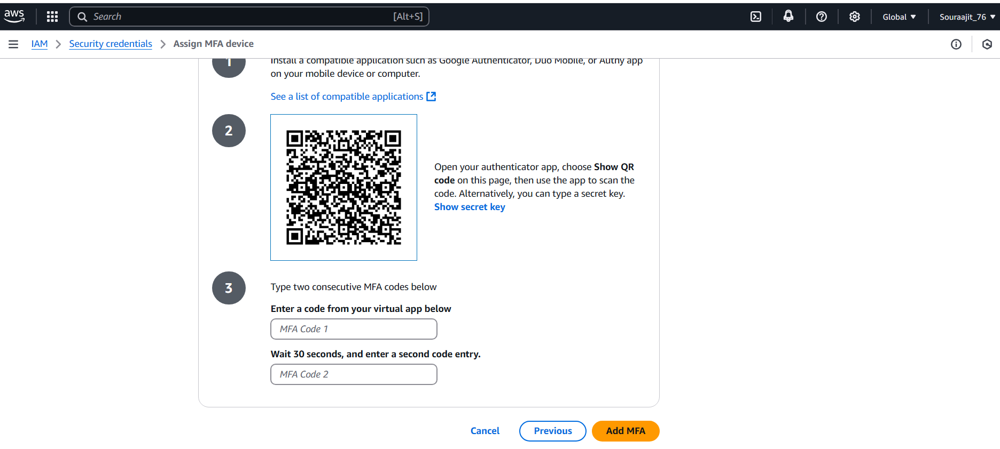 aws
Search [Alt+S]
Global
Souraajit_76
IAM > Security credentials > Assign MFA device
1
Install a compatible application such as Google Authenticator, Duo Mobile, or Authy app
on your mobile device or computer.
See a list of compatible applications
2
Open your authenticator app, choose Show QR
code on this page, then use the app to scan the
code. Alternatively, you can type a secret key.
Show secret key
3
Type two consecutive MFA codes below
Enter a code from your virtual app below
MFA Code 1
Wait 30 seconds, and enter a second code entry.
MFA Code 2
Cancel
Previous
Add MFA